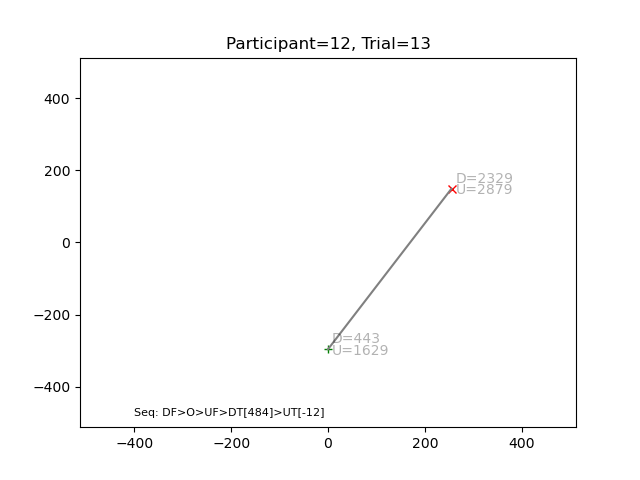 Participant=12, Trial=13
400
200
0
−200
−400
D=2329
U=2879
D=443
U=1629
Seq: DF>O>UF>DT[484]>UT[-12]
−400
−200
0
200
400